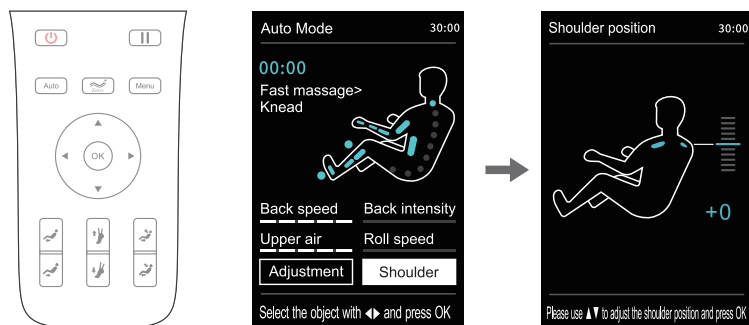 Auto
Zero
Menu
OK
Auto Mode 30:00
00:00
Fast massage>
Knead
Back speed Back intensity
Upper air Roll speed
Adjustment Shoulder
Select the object with ◀▶ and press OK
Shoulder position 30:00
+0
Please use ▲▼ to adjust the shoulder position and press OK